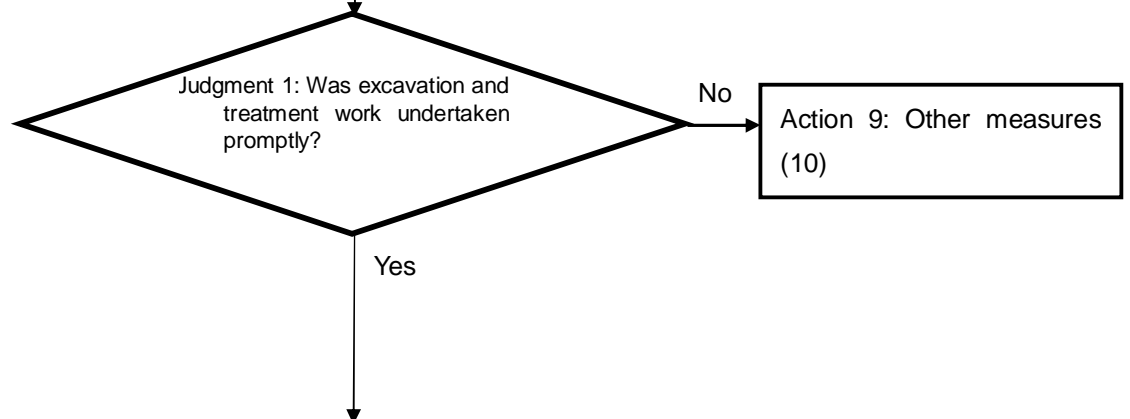 Judgment 1: Was excavation and
treatment work undertaken
promptly?
No
Action 9: Other measures
(10)
Yes